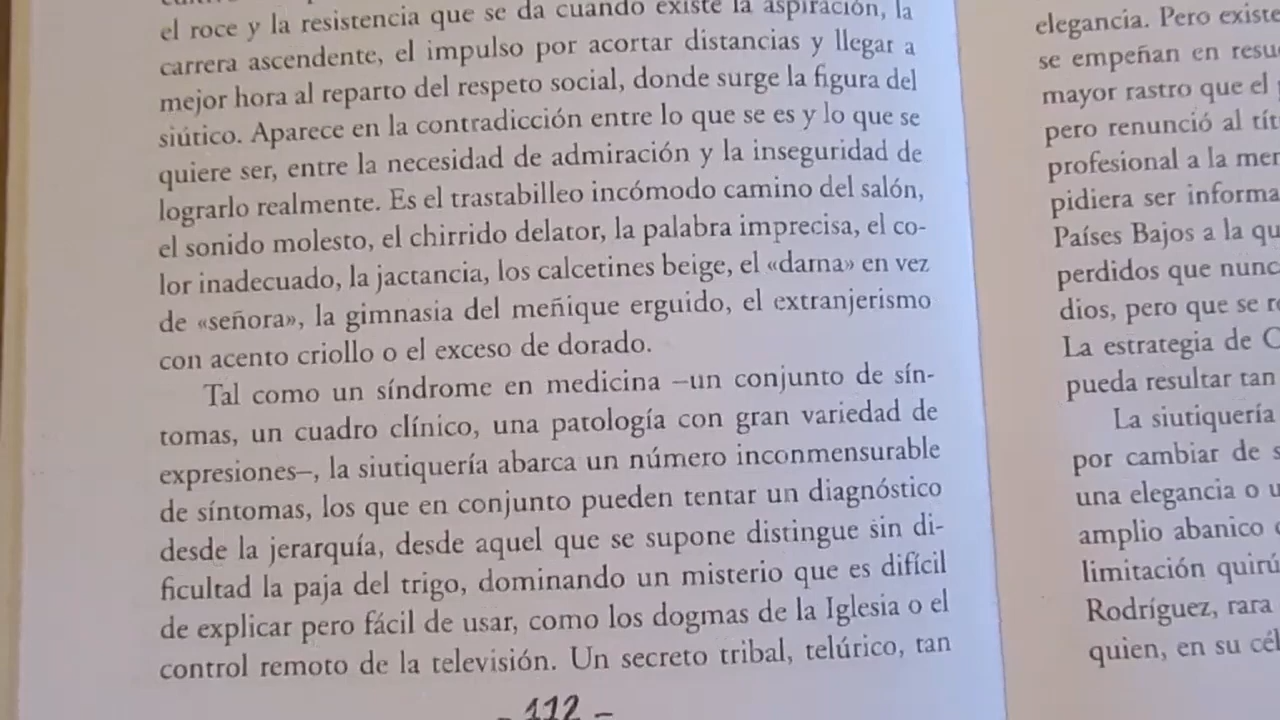 el roce y la resistencia que se da cuando existe la aspiración, la
carrera ascendente, el impulso por acortar distancias y llegar a
mejor hora al reparto del respeto social, donde surge la figura del
siútico. Aparece en la contradicción entre lo que se es y lo que se
quiere ser, entre la necesidad de admiración y la inseguridad de
lograrlo realmente. Es el trastabilleo incómodo camino del salón,
el sonido molesto, el chirrido delator, la palabra imprecisa, el co-
lor inadecuado, la jactancia, los calcetines beige, el «dama» en vez
de «señora», la gimnasia del meñique erguido, el extranjerismo
con acento criollo o el exceso de dorado.
Tal como un síndrome en medicina –un conjunto de sín-
tomas, un cuadro clínico, una patología con gran variedad de
expresiones–, la siutiquería abarca un número inconmensurable
de síntomas, los que en conjunto pueden tentar un diagnóstico
desde la jerarquía, desde aquel que se supone distingue sin di-
ficultad la paja del trigo, dominando un misterio que es difícil
de explicar pero fácil de usar, como los dogmas de la Iglesia o el
control remoto de la televisión. Un secreto tribal, telúrico, tan
- 112 -
elegancia. Pero existe
se empeñan en resu
mayor rastro que el
pero renunció al tít
profesional a la mer
pidiera ser informa
Países Bajos a la qu
perdidos que nunc
dios, pero que se r
La estrategia de C
pueda resultar tan
La siutiquería
por cambiar de s
una elegancia o u
amplio abanico
limitación quirú
Rodríguez, rara
quien, en su cél